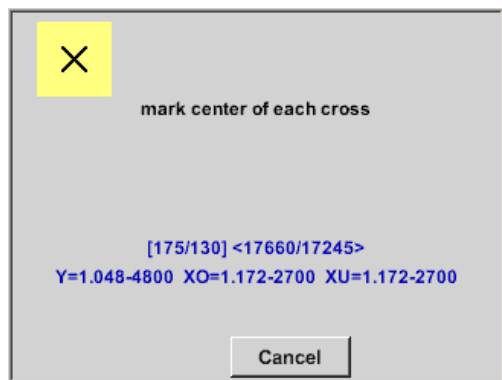 mark center of each cross
[175/130] <17660/17245>
Y=1.048-4800 XO=1.172-2700 XU=1.172-2700
Cancel